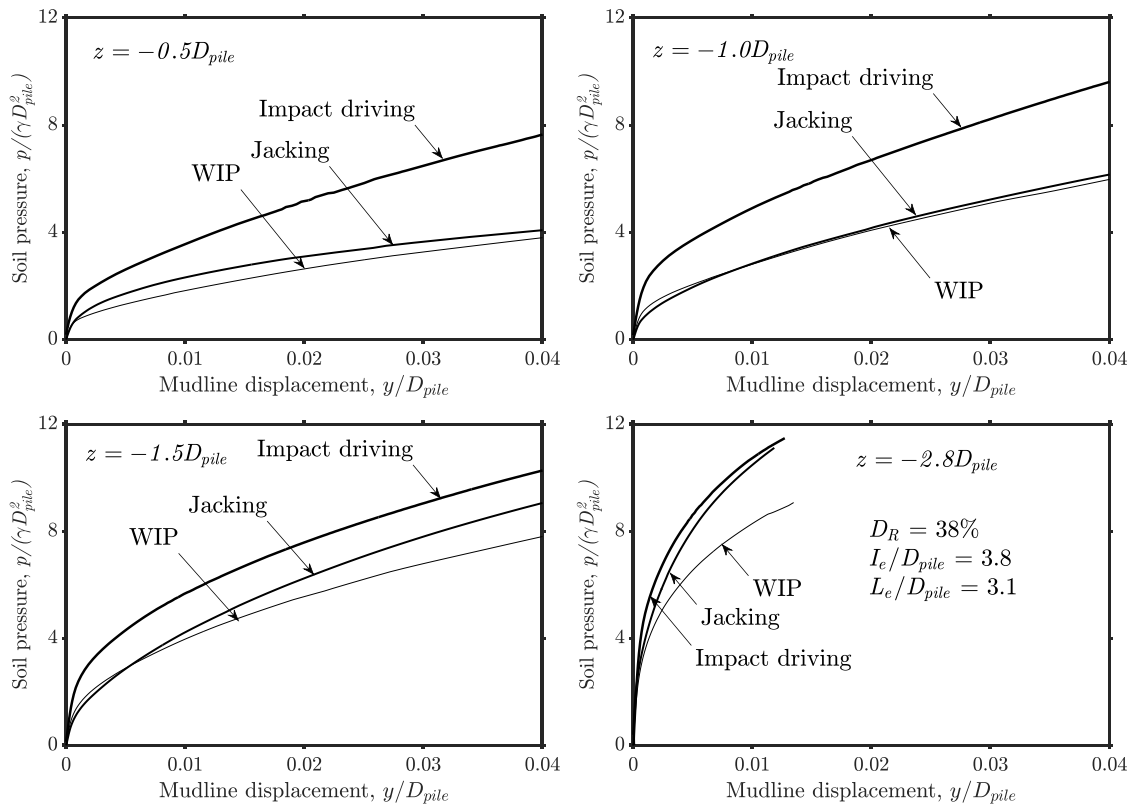 z = −0.5D_pile
Impact driving
Jacking
WIP
12
8
4
0
0
0.01
0.02
0.03
0.04
Soil pressure, p/(γD²_pile)
Mudline displacement, y/D_pile
z = −1.0D_pile
Impact driving
Jacking
WIP
12
8
4
0
0
0.01
0.02
0.03
0.04
Soil pressure, p/(γD²_pile)
Mudline displacement, y/D_pile
z = −1.5D_pile
Impact driving
Jacking
WIP
12
8
4
0
0
0.01
0.02
0.03
0.04
Soil pressure, p/(γD²_pile)
Mudline displacement, y/D_pile
z = −2.8D_pile
D_R = 38%
I_e/D_pile = 3.8
L_e/D_pile = 3.1
WIP
Jacking
Impact driving
12
8
4
0
0
0.01
0.02
0.03
0.04
Soil pressure, p/(γD²_pile)
Mudline displacement, y/D_pile